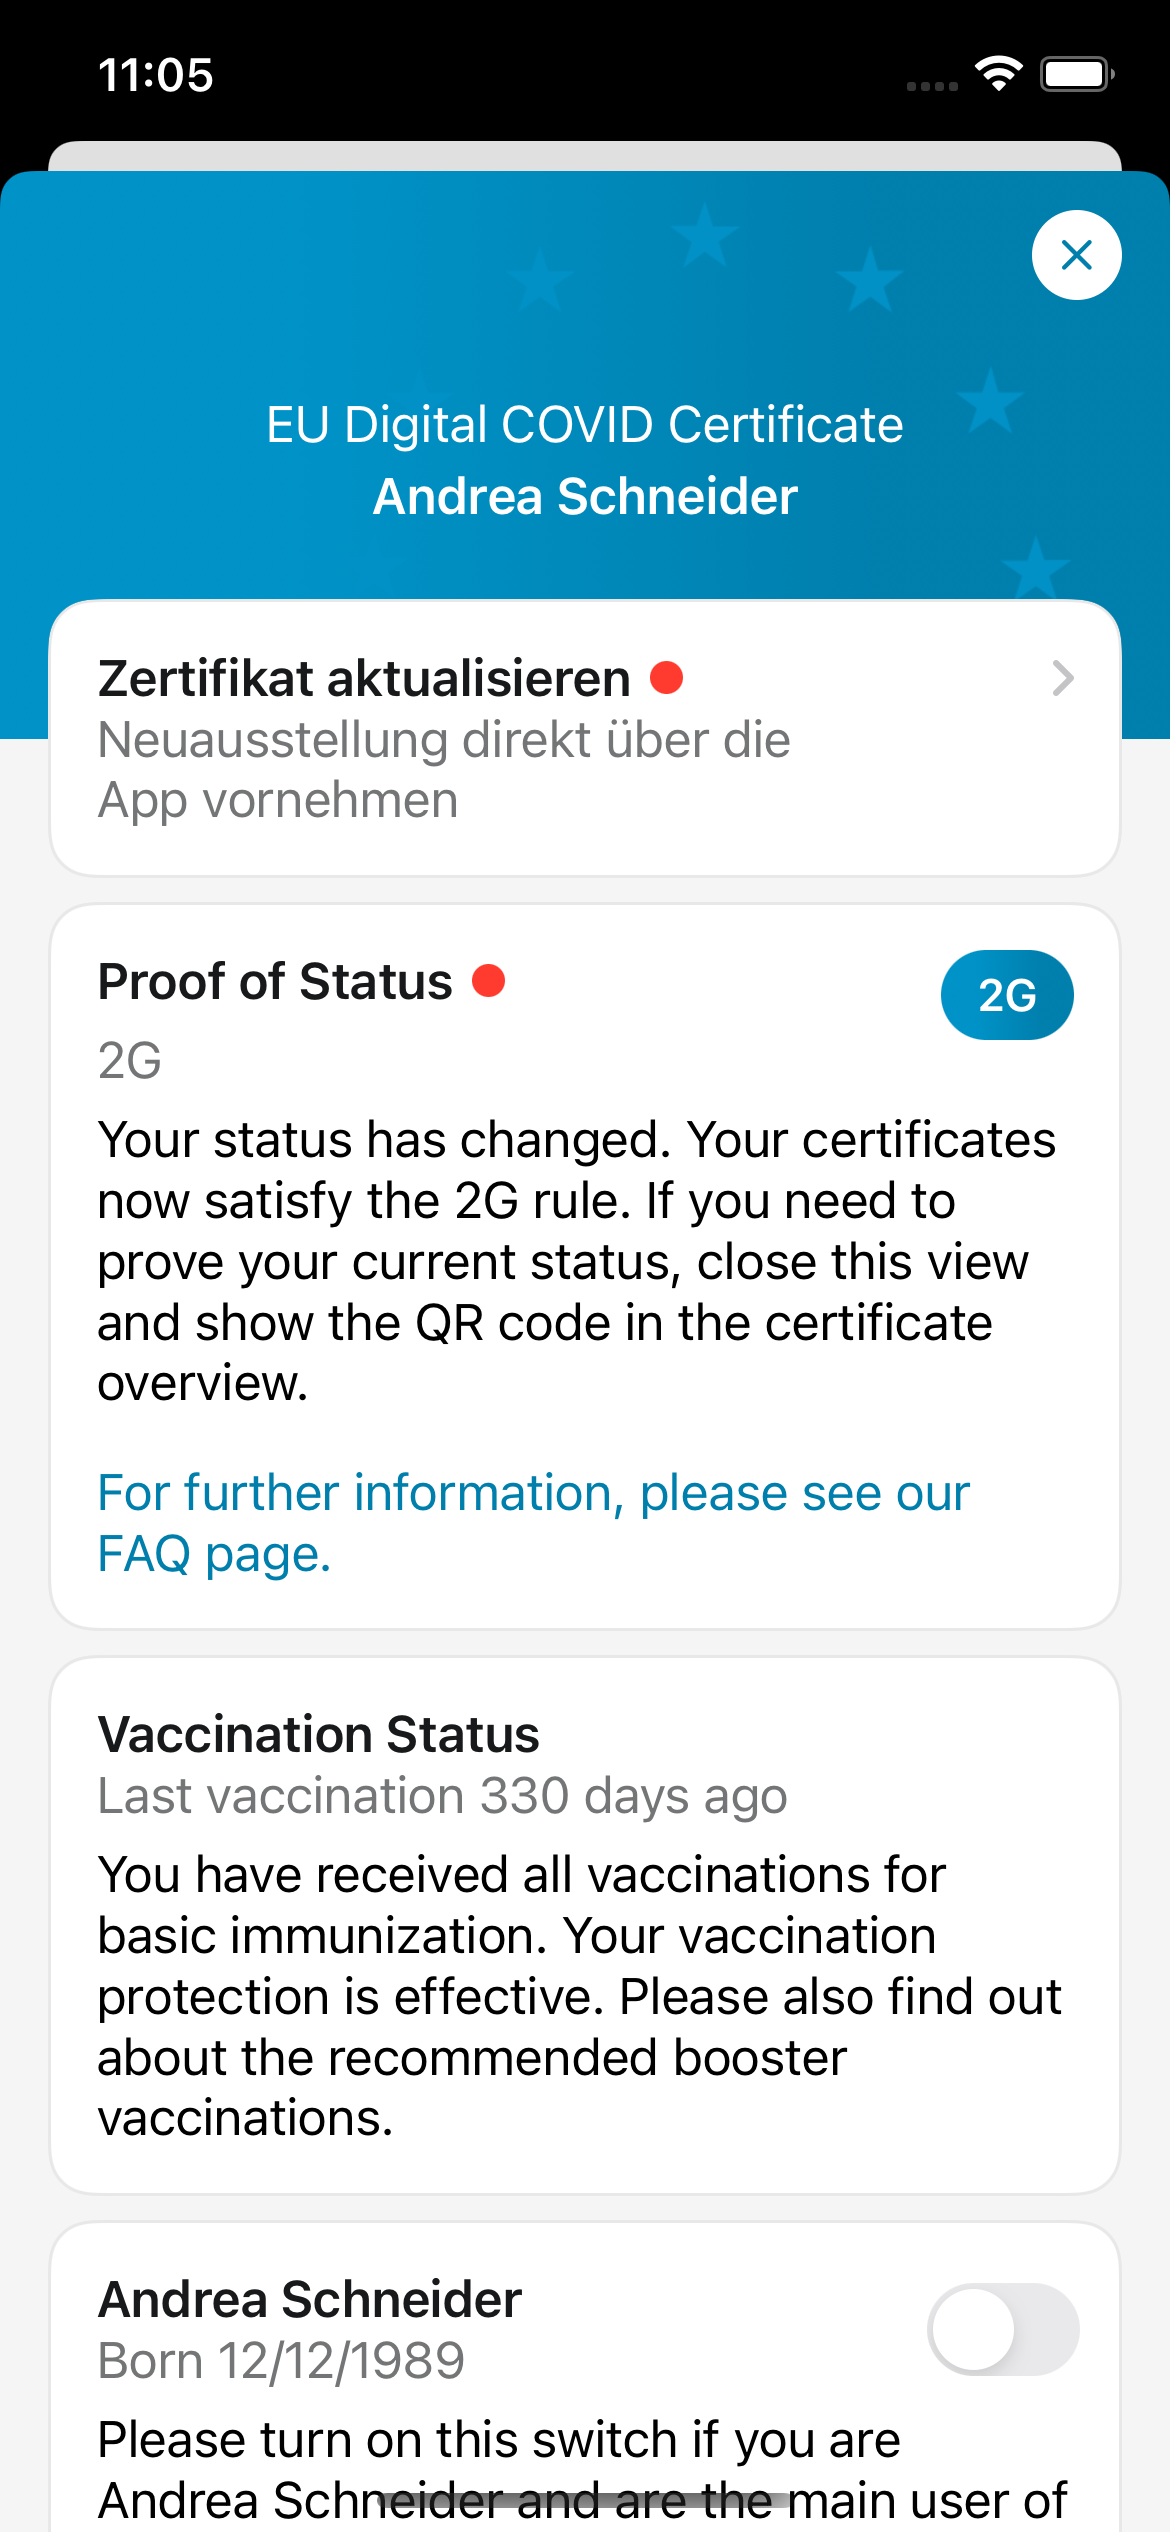 11:05
EU Digital COVID Certificate
Andrea Schneider
Zertifikat aktualisieren
Neuausstellung direkt über die
App vornehmen
Proof of Status
2G
2G
Your status has changed. Your certificates
now satisfy the 2G rule. If you need to
prove your current status, close this view
and show the QR code in the certificate
overview.
For further information, please see our
FAQ page.
Vaccination Status
Last vaccination 330 days ago
You have received all vaccinations for
basic immunization. Your vaccination
protection is effective. Please also find out
about the recommended booster
vaccinations.
Andrea Schneider
Born 12/12/1989
Please turn on this switch if you are
Andrea Schneider and are the main user of